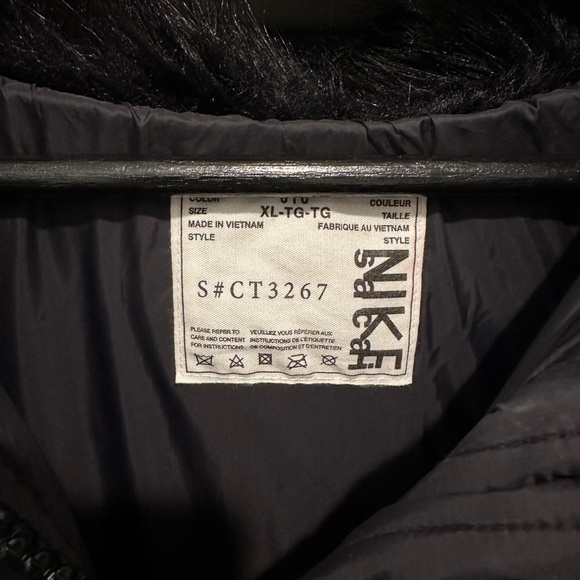 COLOR 010 COULEUR
SIZE XL-TG-TG TAILLE
MADE IN VIETNAM FABRIQUE AU VIETNAM
STYLE STYLE
S#CT3267
NIKE
sacai
PLEASE REFER TO VEUILLEZ VOUS RÉFÉRER AUX
CARE AND CONTENT INSTRUCTIONS DE L'ÉTIQUETTE
FOR INSTRUCTIONS. DE COMPOSITION ET D'ENTRETIEN